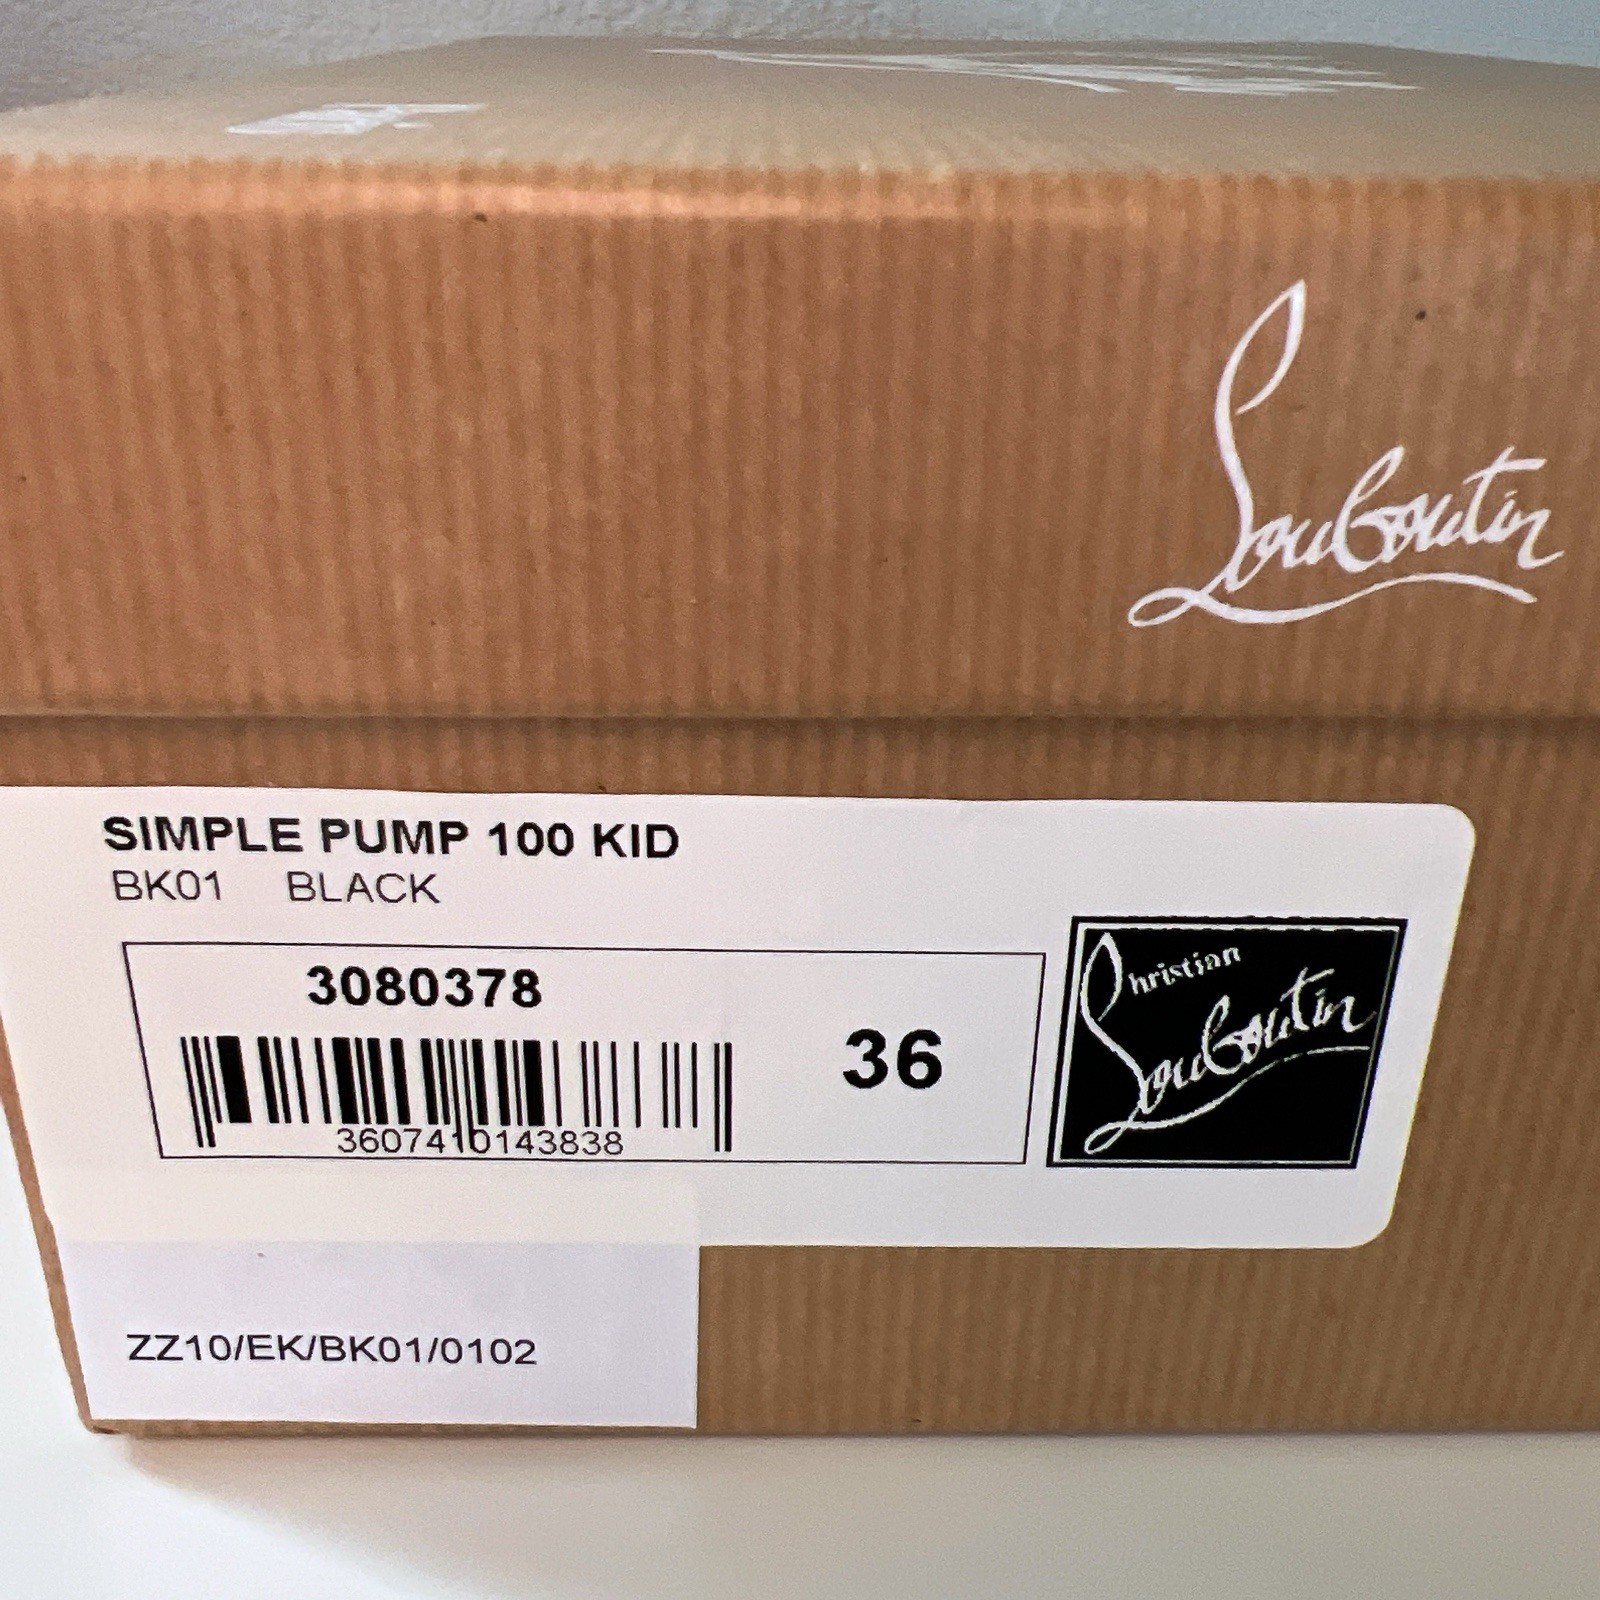 Louboutin
SIMPLE PUMP 100 KID
BK01 BLACK
3080378
36
3607410143838
Christian
Louboutin
ZZ10/EK/BK01/0102